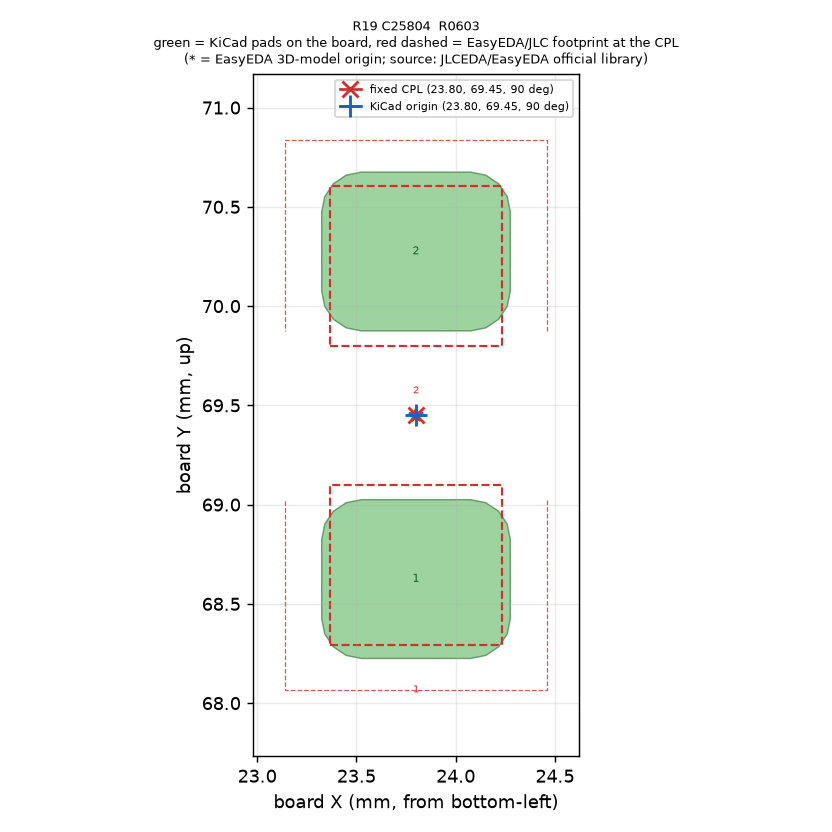 R19 C25804  R0603
green = KiCad pads on the board, red dashed = EasyEDA/JLC footprint at the CPL
(* = EasyEDA 3D-model origin; source: JLCEDA/EasyEDA official library)
fixed CPL (23.80, 69.45, 90 deg)
KiCad origin (23.80, 69.45, 90 deg)
71.0
70.5
70.0
69.5
69.0
68.5
68.0
board Y (mm, up)
2
2
1
1
23.0 23.5 24.0 24.5
board X (mm, from bottom-left)